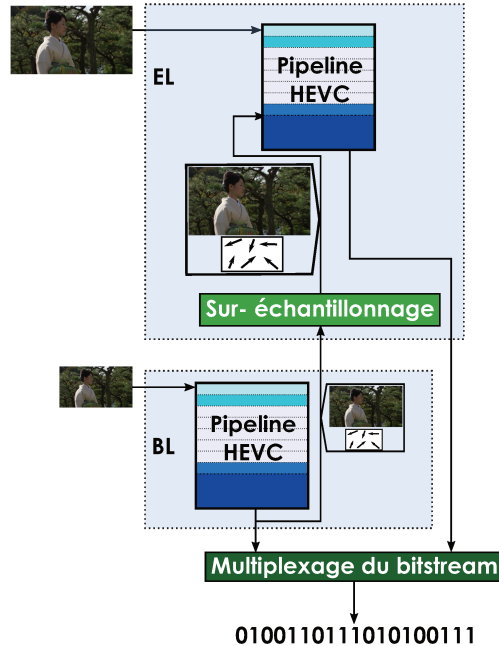 EL
Pipeline
HEVC
Sur- échantillonnage
BL
Pipeline
HEVC
Multiplexage du bitstream
0100110111010100111